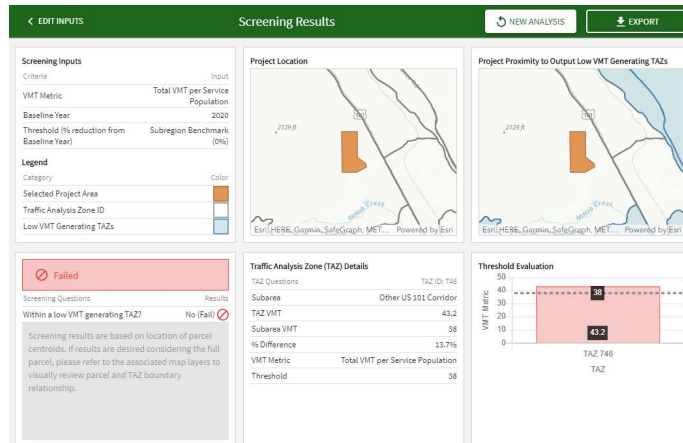 EDIT INPUTS
Screening Results
NEW ANALYSIS
EXPORT
Screening Inputs
Criteria Input
VMT Metric Total VMT per Service
Population
Baseline Year 2020
Threshold (% reduction from Subregion Benchmark
Baseline Year) (0%)
Legend
Category Color
Selected Project Area
Traffic Analysis Zone ID
Low VMT Generating TAZs
Project Location
101
2129 ft
Creek
Esri, HERE, Garmin, SafeGraph, MET... Powered by Esri
Project Proximity to Output Low VMT Generating TAZs
101
2129 ft
Creek
Esri, HERE, Garmin, SafeGraph, MET... Powered by Esri
Failed
Screening Questions Results
Within a low VMT generating TAZ? No (Fail)
Screening results are based on location of parcel
centroids. If results are desired considering the full
parcel, please refer to the associated map layers to
visually review parcel and TAZ boundary
relationship.
Traffic Analysis Zone (TAZ) Details
TAZ Questions TAZ ID: 746
Subarea Other US 101 Corridor
TAZ VMT 43.2
Subarea VMT 38
% Difference 13.7%
VMT Metric Total VMT per Service Population
Threshold 38
Threshold Evaluation
VMT Metric
50
40
30
20
10
0
38
43.2
TAZ 746
TAZ